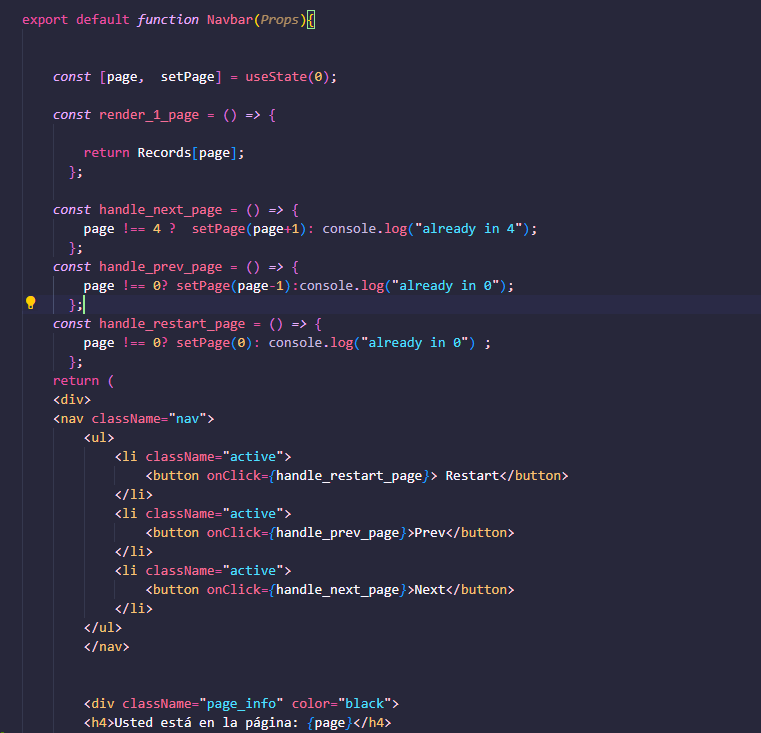 export default function Navbar(Props){
const [page,  setPage] = useState(0);
const render_1_page = () => {
return Records[page];
};
const handle_next_page = () => {
page !== 4 ?  setPage(page+1): console.log("already in 4");
};
const handle_prev_page = () => {
page !== 0? setPage(page-1):console.log("already in 0");
};
const handle_restart_page = () => {
page !== 0? setPage(0): console.log("already in 0") ;
};
return (
<div>
<nav className="nav">
<ul>
<li className="active">
<button onClick={handle_restart_page}> Restart</button>
</li>
<li className="active">
<button onClick={handle_prev_page}>Prev</button>
</li>
<li className="active">
<button onClick={handle_next_page}>Next</button>
</li>
</ul>
</nav>
<div className="page_info" color="black">
<h4>Usted está en la página: {page}</h4>